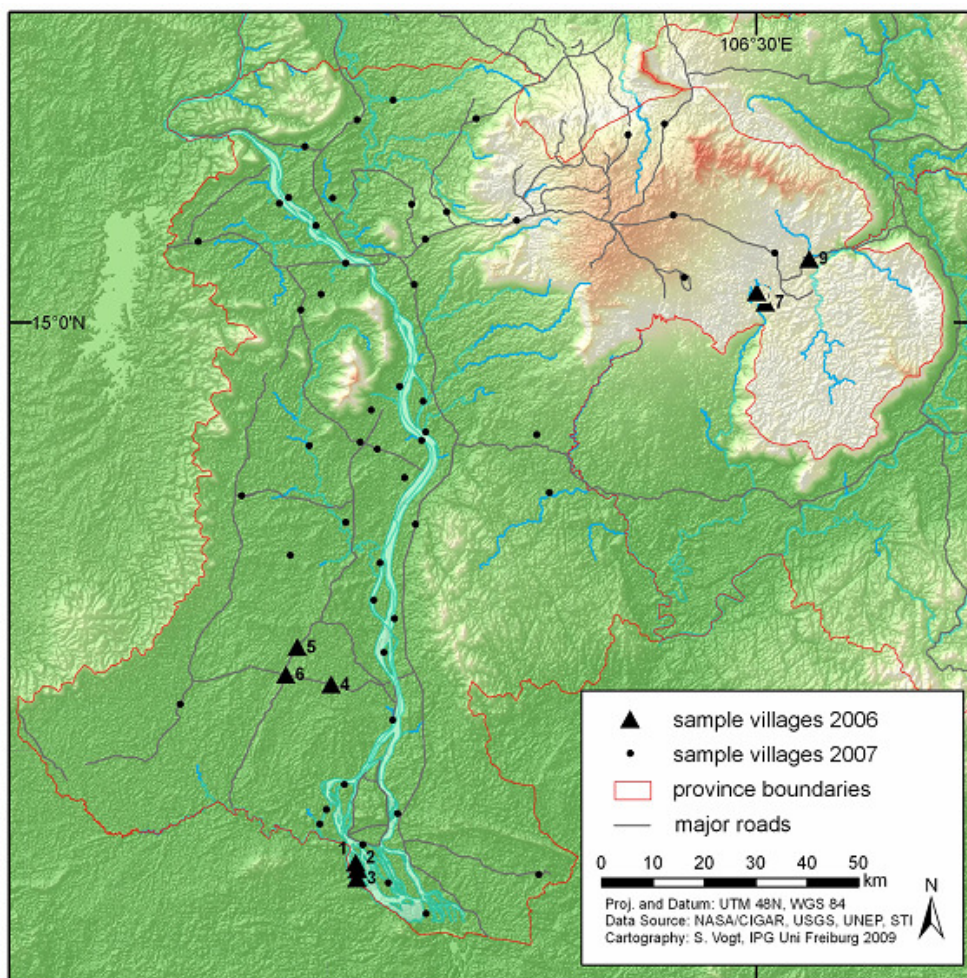 106°30'E
9
7
15°0'N
5
6
4
1
2
3
sample villages 2006
sample villages 2007
province boundaries
major roads
0 10 20 30 40 50
km
N
Proj. and Datum: UTM 48N, WGS 84
Data Source: NASA/CIGAR, USGS, UNEP, STI
Cartography: S. Vogt, IPG Uni Freiburg 2009